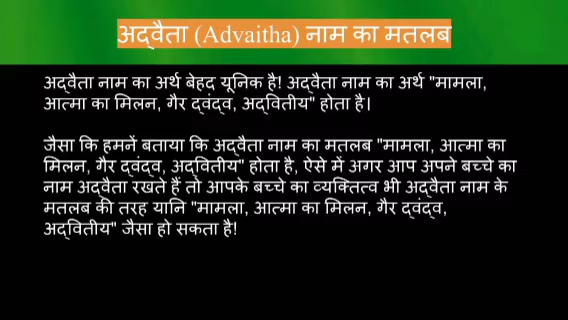 अद्वैता (Advaitha) नाम का मतलब
अद्वैता नाम का अर्थ बेहद यूनिक है! अद्वैता नाम का अर्थ "मामला,
आत्मा का मिलन, गैर द्वंद्व, अद्वितीय" होता है।
जैसा कि हमनें बताया कि अद्वैता नाम का मतलब "मामला, आत्मा का
मिलन, गैर द्वंद्व, अद्वितीय" होता है, ऐसे में अगर आप अपने बच्चे का
नाम अद्वैता रखते हैं तो आपके बच्चे का व्यक्तित्व भी अद्वैता नाम के
मतलब की तरह यानि "मामला, आत्मा का मिलन, गैर द्वंद्व,
अद्वितीय" जैसा हो सकता है!